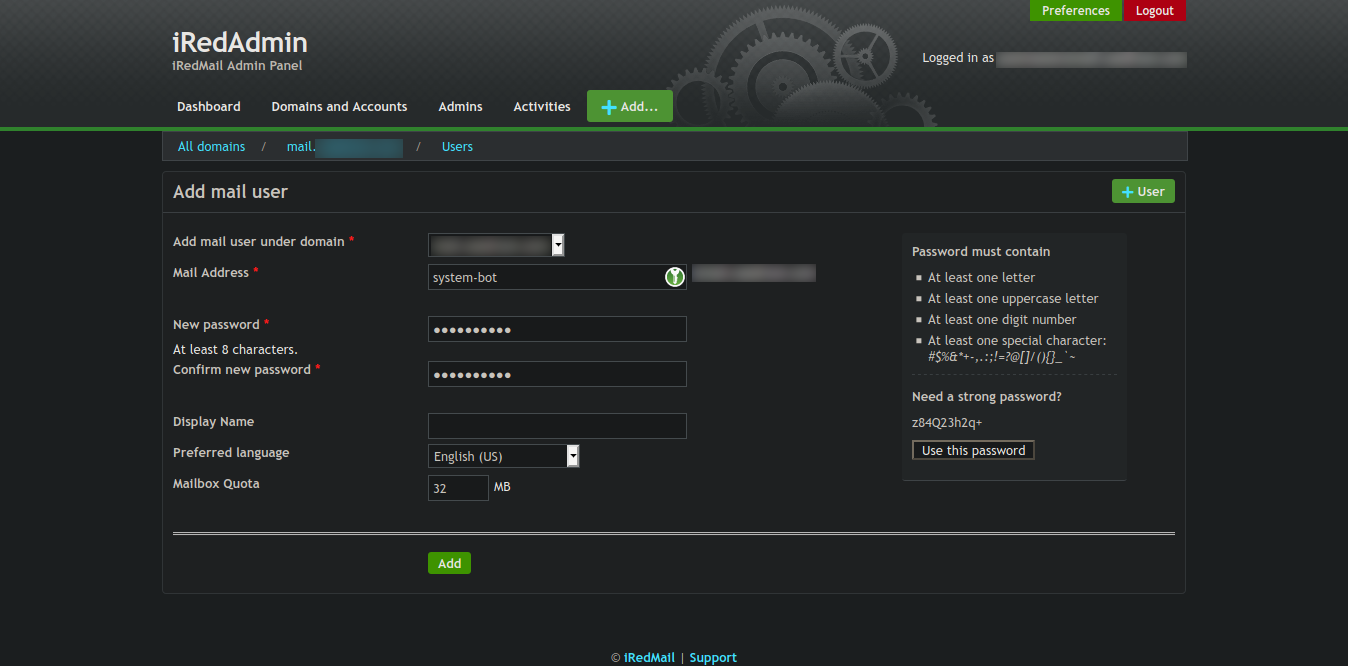 Preferences Logout
iRedAdmin
iRedMail Admin Panel
Logged in as
Dashboard Domains and Accounts Admins Activities + Add...
All domains / mail. / Users
Add mail user
+ User
Add mail user under domain *
Mail Address * system-bot
New password * ●●●●●●●●●●
At least 8 characters.
Confirm new password * ●●●●●●●●●●
Display Name
Preferred language English (US)
Mailbox Quota 32 MB
Add
Password must contain
▪ At least one letter
▪ At least one uppercase letter
▪ At least one digit number
▪ At least one special character:
#$%&*+-,.:;!=?@[]/(){}_`~
Need a strong password?
z84Q23h2q+
Use this password
© iRedMail | Support